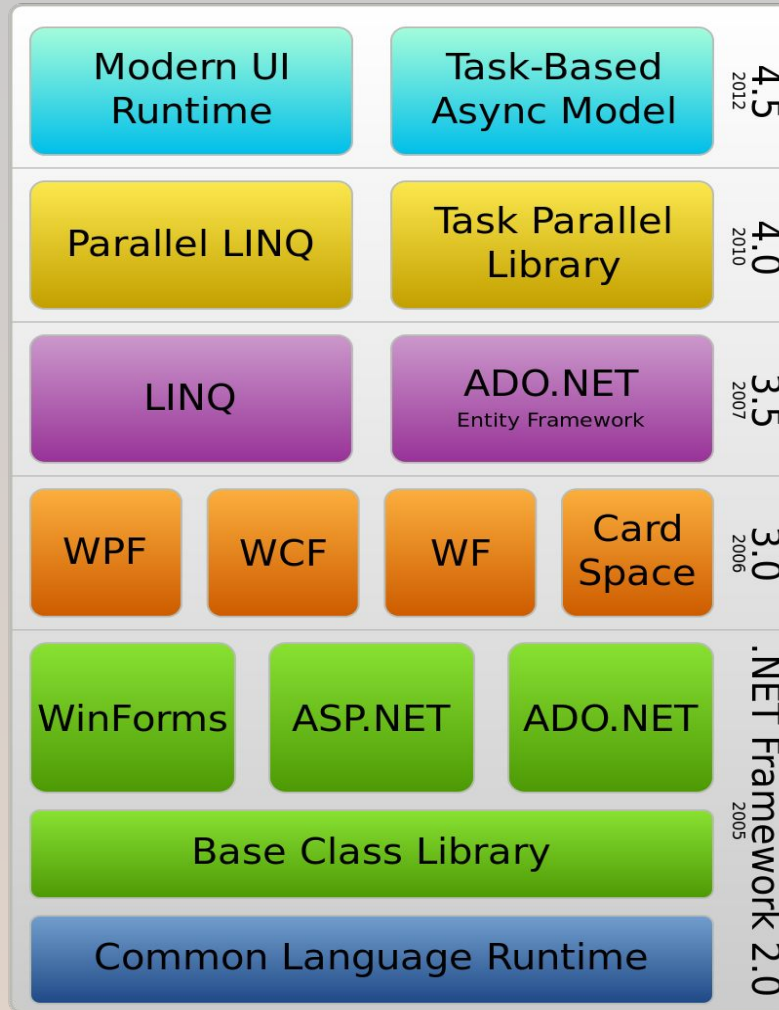 Modern UI
Runtime
Task-Based
Async Model
4.5
2012
Parallel LINQ
Task Parallel
Library
4.0
2010
LINQ
ADO.NET
Entity Framework
3.5
2007
WPF
WCF
WF
Card
Space
3.0
2006
WinForms
ASP.NET
ADO.NET
Base Class Library
Common Language Runtime
.NET Framework 2.0
2005